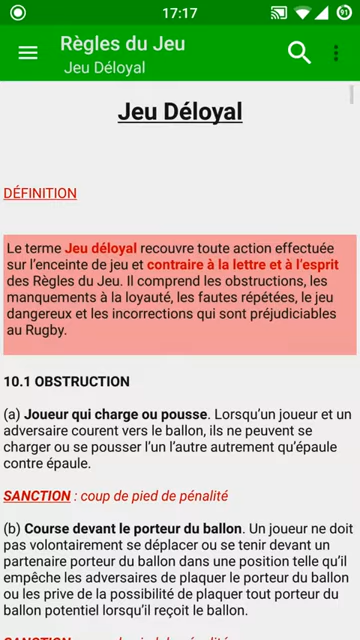 17:17
91
Règles du Jeu
Jeu Déloyal
Jeu Déloyal
DÉFINITION
Le terme Jeu déloyal recouvre toute action effectuée
sur l'enceinte de jeu et contraire à la lettre et à l'esprit
des Règles du Jeu. Il comprend les obstructions, les
manquements à la loyauté, les fautes répétées, le jeu
dangereux et les incorrections qui sont préjudiciables
au Rugby.
10.1 OBSTRUCTION
(a) Joueur qui charge ou pousse. Lorsqu'un joueur et un
adversaire courent vers le ballon, ils ne peuvent se
charger ou se pousser l'un l'autre autrement qu'épaule
contre épaule.
SANCTION : coup de pied de pénalité
(b) Course devant le porteur du ballon. Un joueur ne doit
pas volontairement se déplacer ou se tenir devant un
partenaire porteur du ballon dans une position telle qu'il
empêche les adversaires de plaquer le porteur du ballon
ou les prive de la possibilité de plaquer tout porteur du
ballon potentiel lorsqu'il reçoit le ballon.